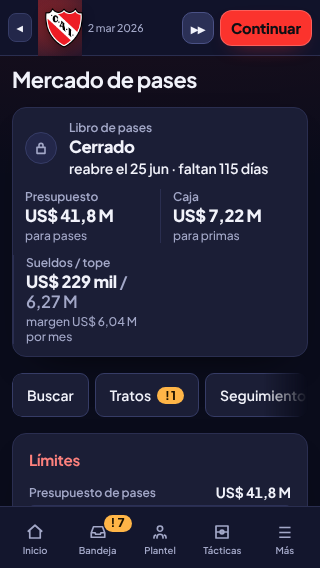 C.A.I.
2 mar 2026
Continuar
Mercado de pases
Libro de pases
Cerrado
reabre el 25 jun · faltan 115 días
Presupuesto
US$ 41,8 M
para pases
Caja
US$ 7,22 M
para primas
Sueldos / tope
US$ 229 mil /
6,27 M
margen US$ 6,04 M
por mes
Buscar
Tratos ! 1
Seguimiento
Límites
Presupuesto de pases US$ 41,8 M
Inicio
Bandeja ! 7
Plantel
Tácticas
Más